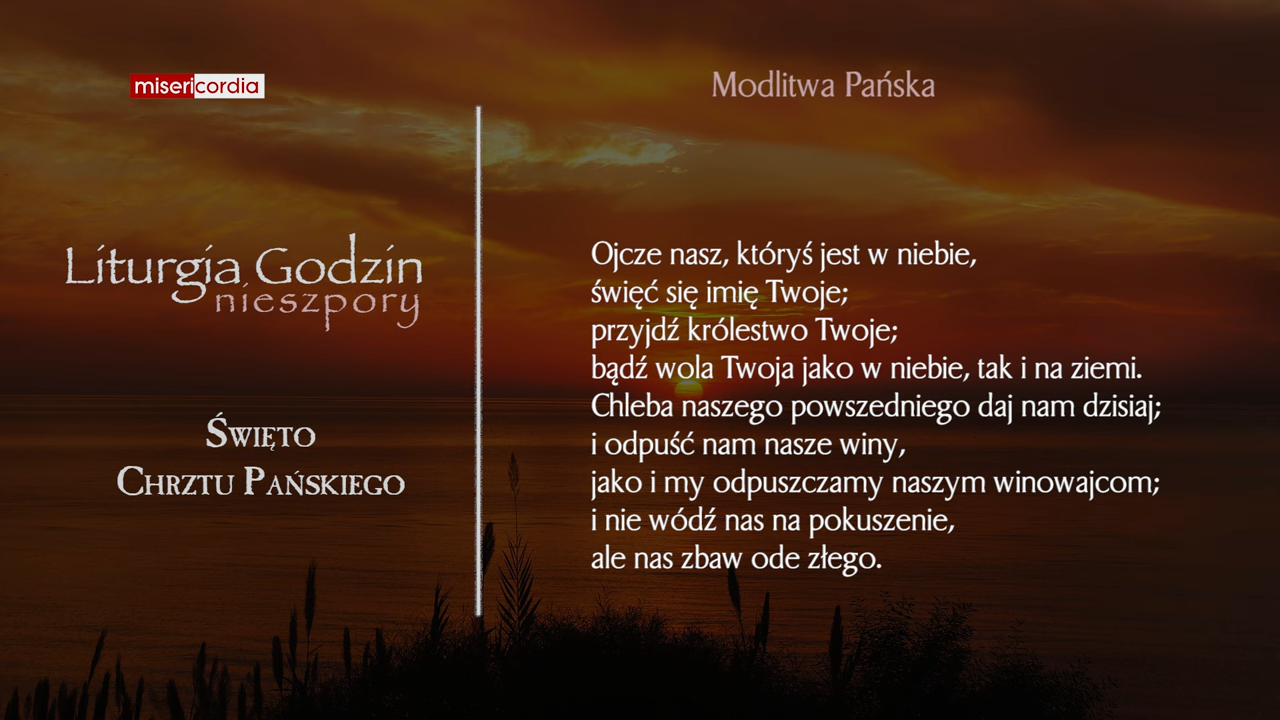 misericordia
Liturgia Godzin
nieszpory
Święto
Chrztu Pańskiego
Modlitwa Pańska
Ojcze nasz, któryś jest w niebie,
święć się imię Twoje;
przyjdź królestwo Twoje;
bądź wola Twoja jako w niebie, tak i na ziemi.
Chleba naszego powszedniego daj nam dzisiaj;
i odpuść nam nasze winy,
jako i my odpuszczamy naszym winowajcom;
i nie wódź nas na pokuszenie,
ale nas zbaw ode złego.